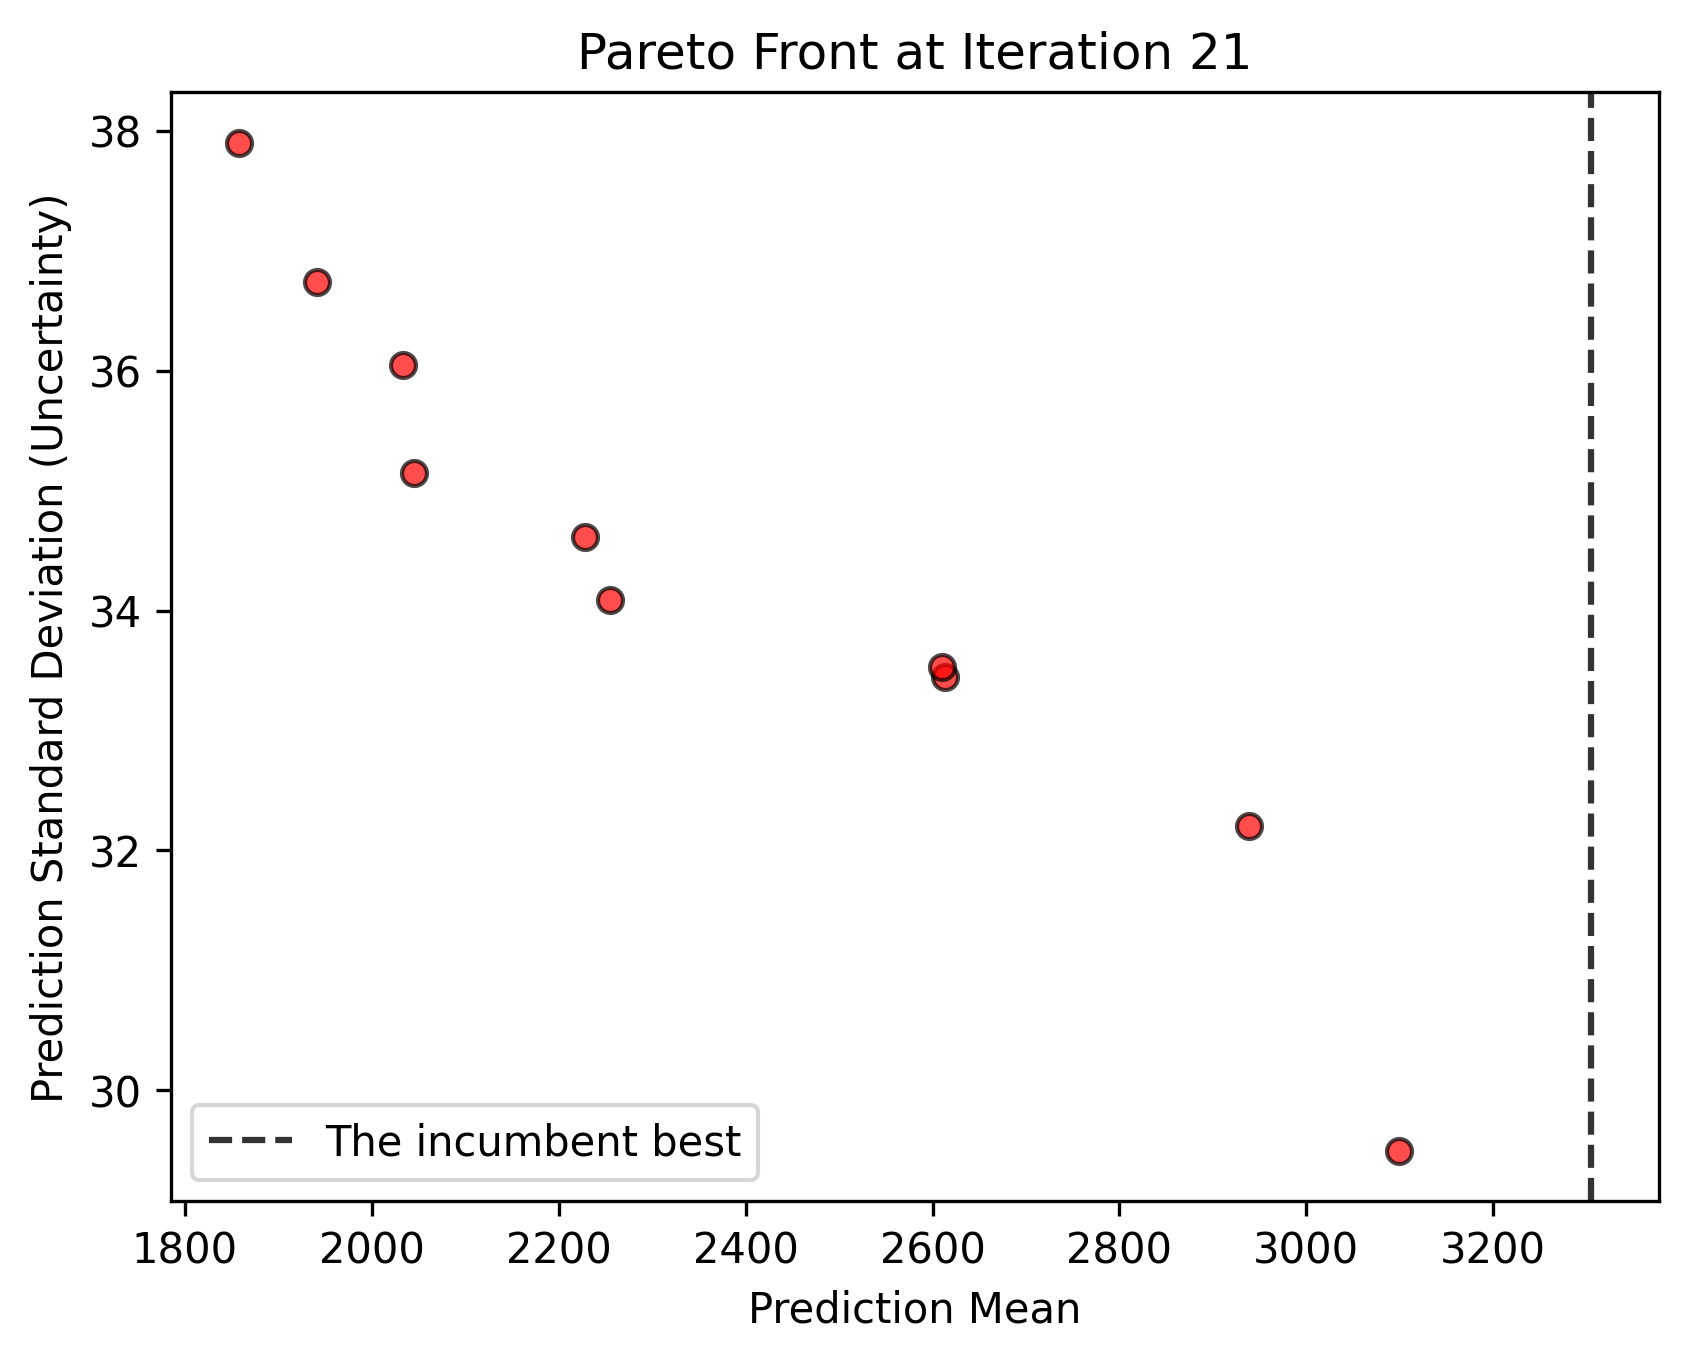 Pareto Front at Iteration 21
Prediction Standard Deviation (Uncertainty)
38
36
34
32
30
The incumbent best
1800 2000 2200 2400 2600 2800 3000 3200
Prediction Mean